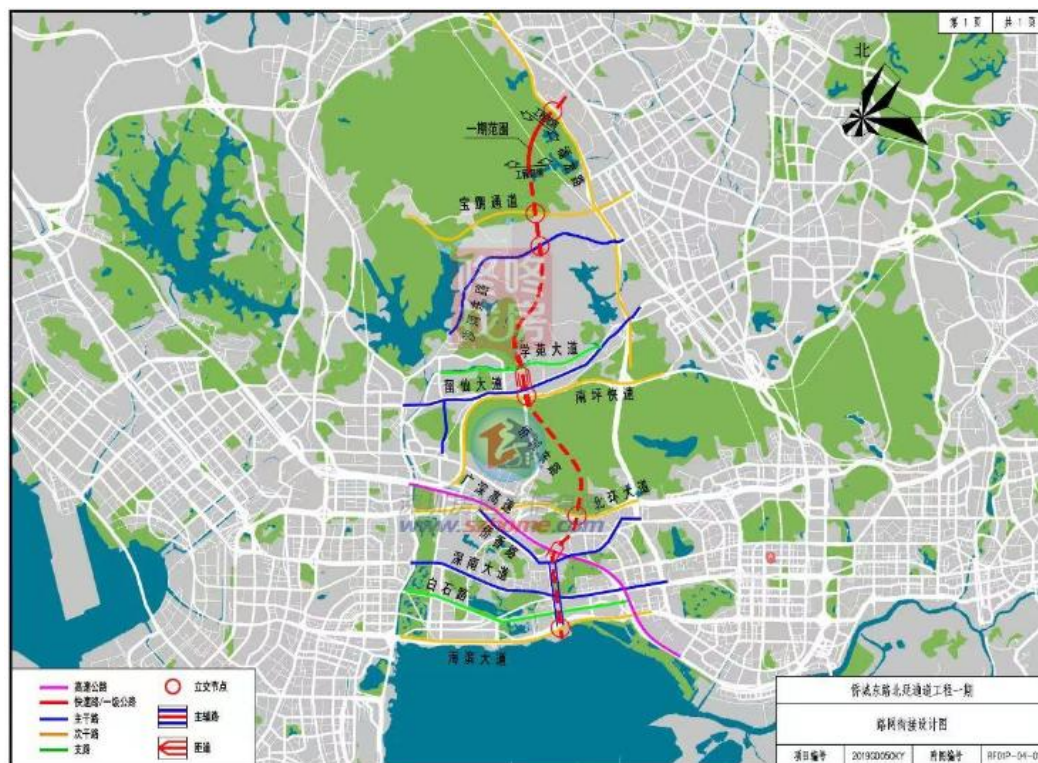 第 1 页 共 1 页
北
一期范围
宝鹏通道
学苑大道
留仙大道
南坪快速
广深高速
北环大道
www.szhome.com
侨香路
深南大道
白石路
海滨大道
高速公路
快速路/一级公路
主干路
次干路
支路
立交节点
主辅路
匝道
侨城东路北延通道工程一期
路网衔接设计图
项目编号
附图编号